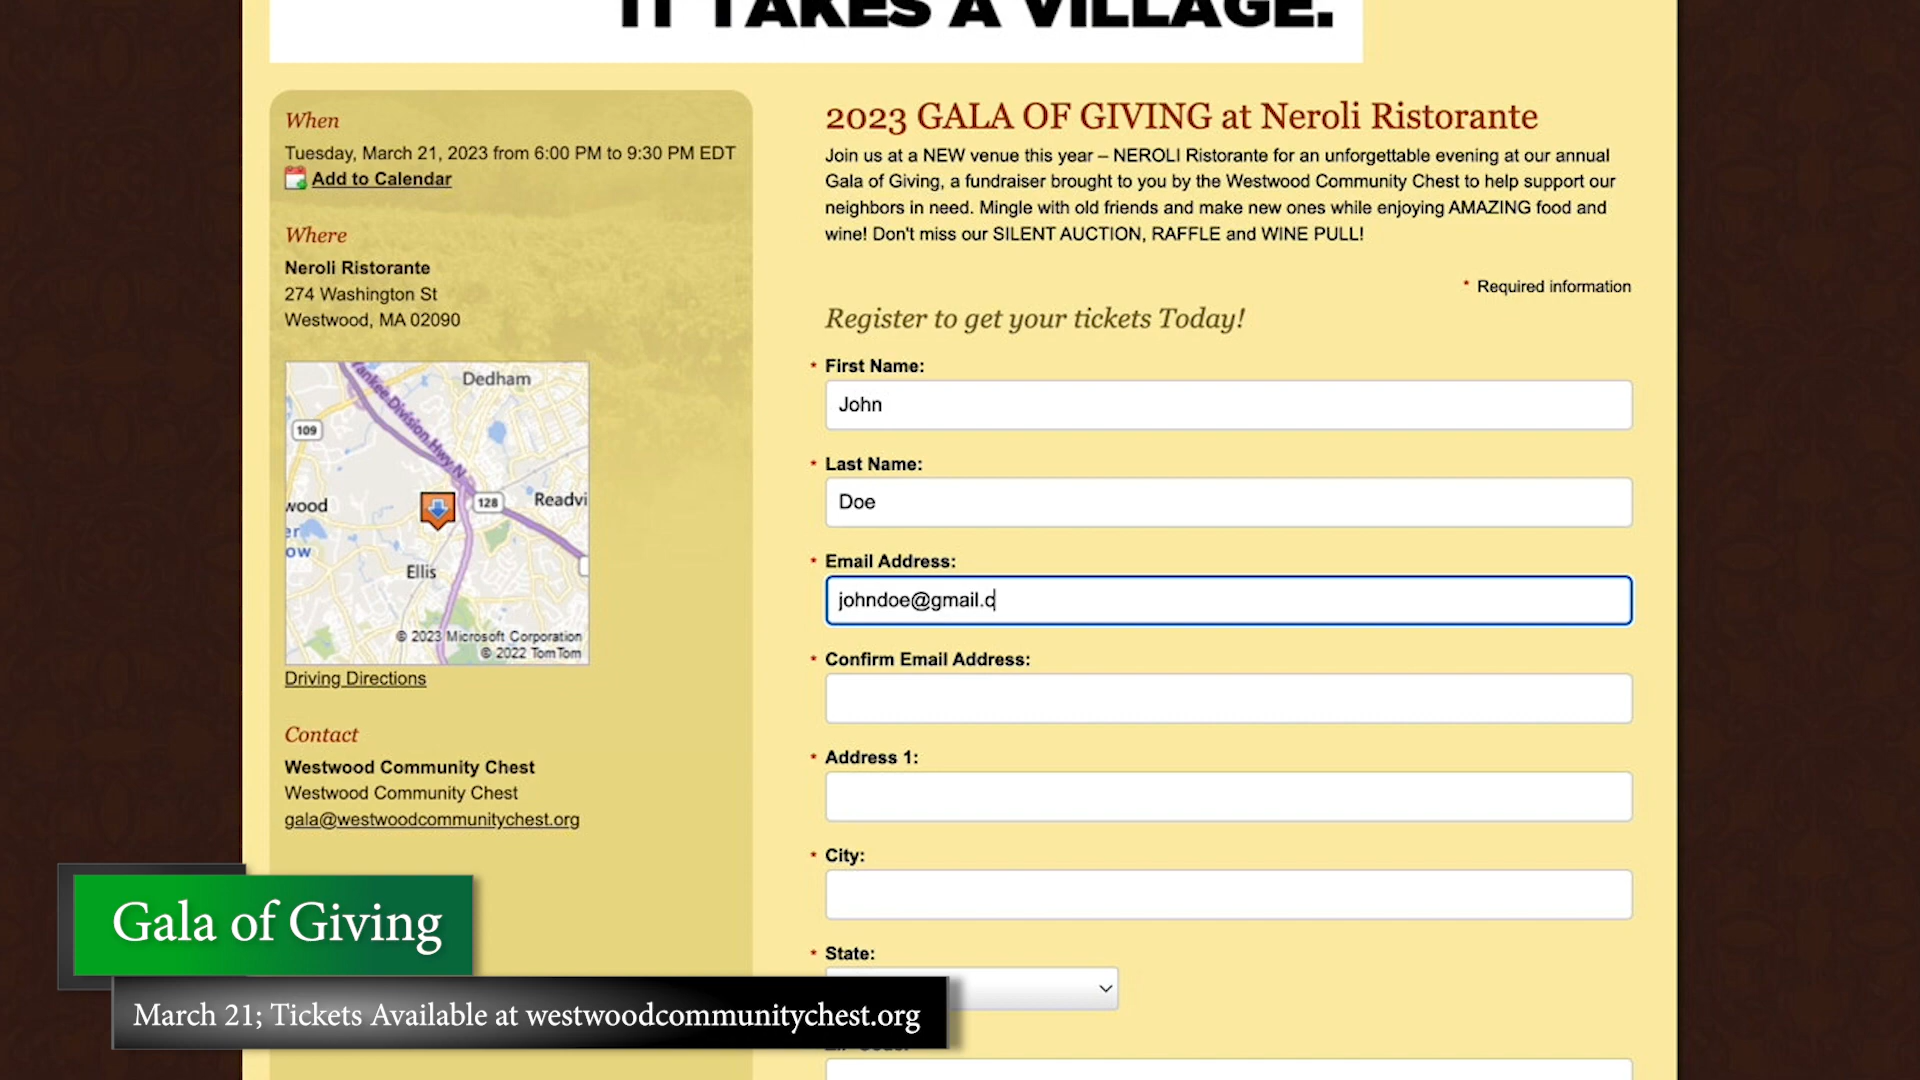 IT TAKES A VILLAGE.
When
Tuesday, March 21, 2023 from 6:00 PM to 9:30 PM EDT
Add to Calendar
Where
Neroli Ristorante
274 Washington St
Westwood, MA 02090
Dedham
Yankee Division Hwy N
109
wood
128
Readvi
er
ow
Ellis
© 2023 Microsoft Corporation
© 2022 TomTom
Driving Directions
Contact
Westwood Community Chest
Westwood Community Chest
gala@westwoodcommunitychest.org
2023 GALA OF GIVING at Neroli Ristorante
Join us at a NEW venue this year – NEROLI Ristorante for an unforgettable evening at our annual
Gala of Giving, a fundraiser brought to you by the Westwood Community Chest to help support our
neighbors in need. Mingle with old friends and make new ones while enjoying AMAZING food and
wine! Don't miss our SILENT AUCTION, RAFFLE and WINE PULL!
* Required information
Register to get your tickets Today!
* First Name:
John
* Last Name:
Doe
* Email Address:
johndoe@gmail.c
* Confirm Email Address:
* Address 1:
* City:
* State:
Gala of Giving
March 21; Tickets Available at westwoodcommunitychest.org